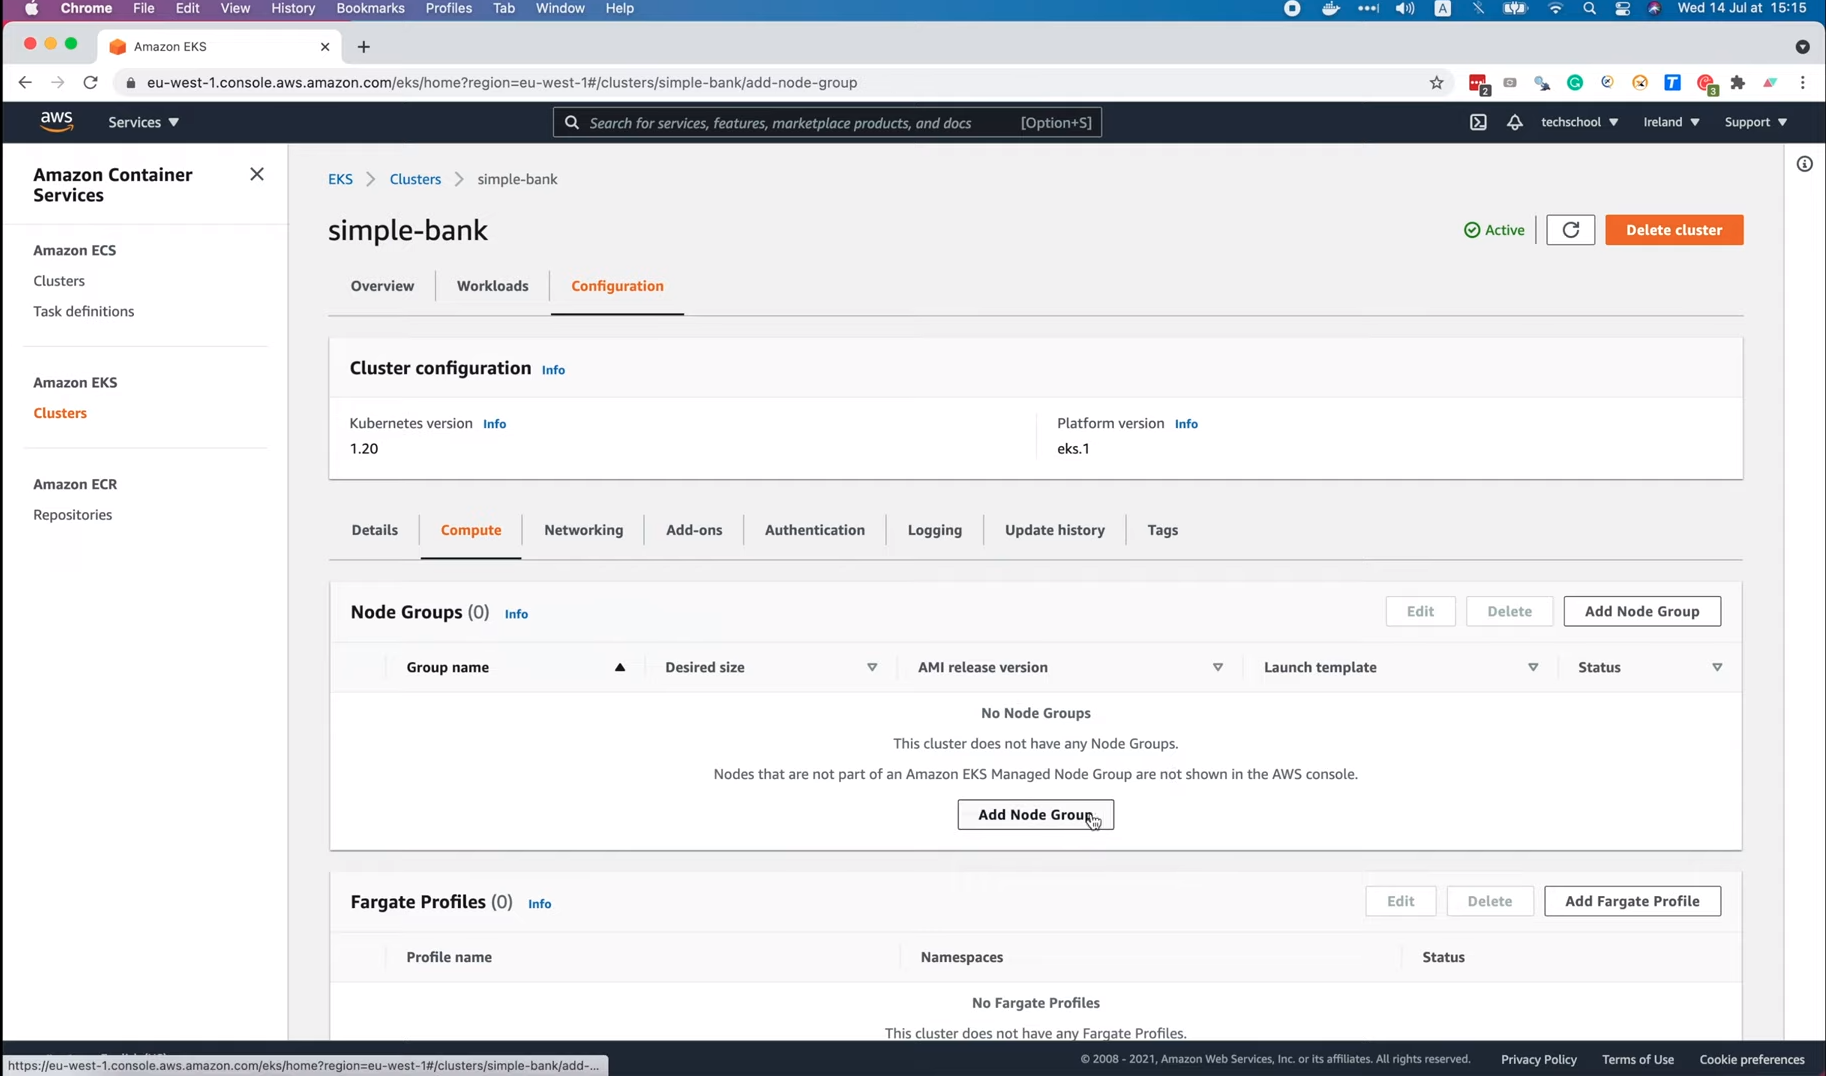 Chrome File Edit View History Bookmarks Profiles Tab Window Help A Wed 14 Jul at 15:15
Amazon EKS
eu-west-1.console.aws.amazon.com/eks/home?region=eu-west-1#/clusters/simple-bank/add-node-group 2 T 3
aws Services Search for services, features, marketplace products, and docs [Option+S] techschool Ireland Support
Amazon Container
Services
Amazon ECS
Clusters
Task definitions
Amazon EKS
Clusters
Amazon ECR
Repositories
EKS Clusters simple-bank
simple-bank Active Delete cluster
Overview Workloads Configuration
Cluster configuration Info
Kubernetes version Info Platform version Info
1.20 eks.1
Details Compute Networking Add-ons Authentication Logging Update history Tags
Node Groups (0) Info Edit Delete Add Node Group
Group name Desired size AMI release version Launch template Status
No Node Groups
This cluster does not have any Node Groups.
Nodes that are not part of an Amazon EKS Managed Node Group are not shown in the AWS console.
Add Node Group
Fargate Profiles (0) Info Edit Delete Add Fargate Profile
Profile name Namespaces Status
No Fargate Profiles
This cluster does not have any Fargate Profiles.
© 2008 - 2021, Amazon Web Services, Inc. or its affiliates. All rights reserved. Privacy Policy Terms of Use Cookie preferences
https://eu-west-1.console.aws.amazon.com/eks/home?region=eu-west-1#/clusters/simple-bank/add-...